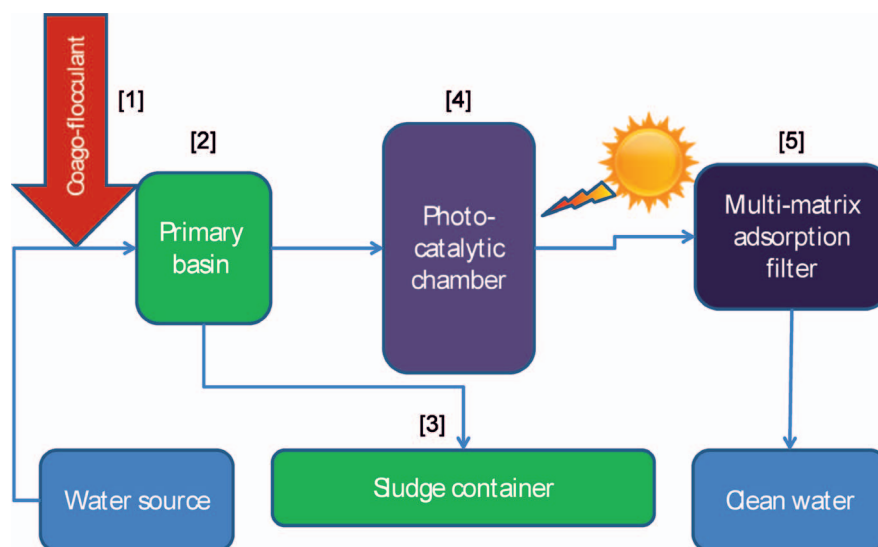 Coago-flocculant
[1]
[2]
[4]
[5]
Primary
basin
Photo-
catalytic
chamber
Multi-matrix
adsorption
filter
[3]
Water source
Sludge container
Clean water